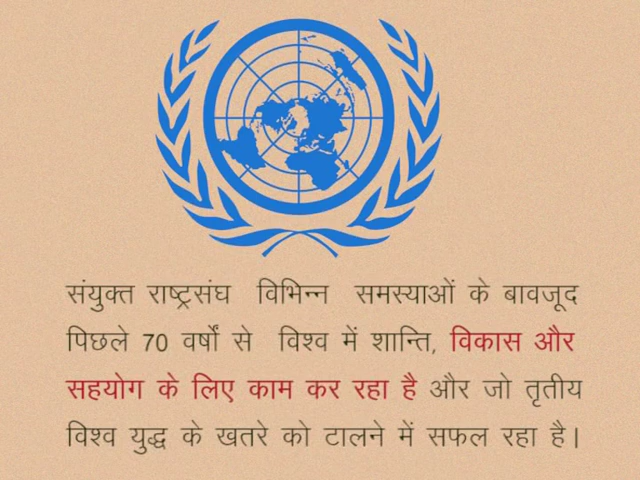 संयुक्त राष्ट्रसंघ विभिन्न समस्याओं के बावजूद
पिछले 70 वर्षों से विश्व में शान्ति, विकास और
सहयोग के लिए काम कर रहा है और जो तृतीय
विश्व युद्ध के खतरे को टालने में सफल रहा है।